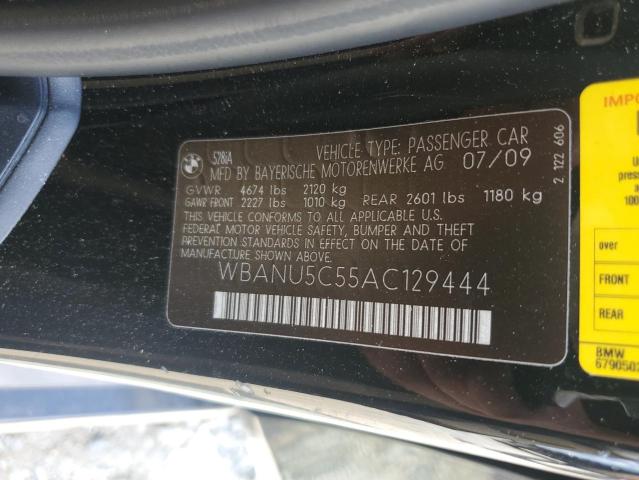 BMW
528iA
VEHICLE TYPE: PASSENGER CAR
MFD BY BAYERISCHE MOTORENWERKE AG 07/09
GVWR 4674 lbs 2120 kg
GAWR FRONT 2227 lbs 1010 kg REAR 2601 lbs 1180 kg
THIS VEHICLE CONFORMS TO ALL APPLICABLE U.S.
FEDERAL MOTOR VEHICLE SAFETY, BUMPER AND THEFT
PREVENTION STANDARDS IN EFFECT ON THE DATE OF
MANUFACTURE SHOWN ABOVE.
WBANU5C55AC129444
2 122 606
over
FRONT
REAR
BMW